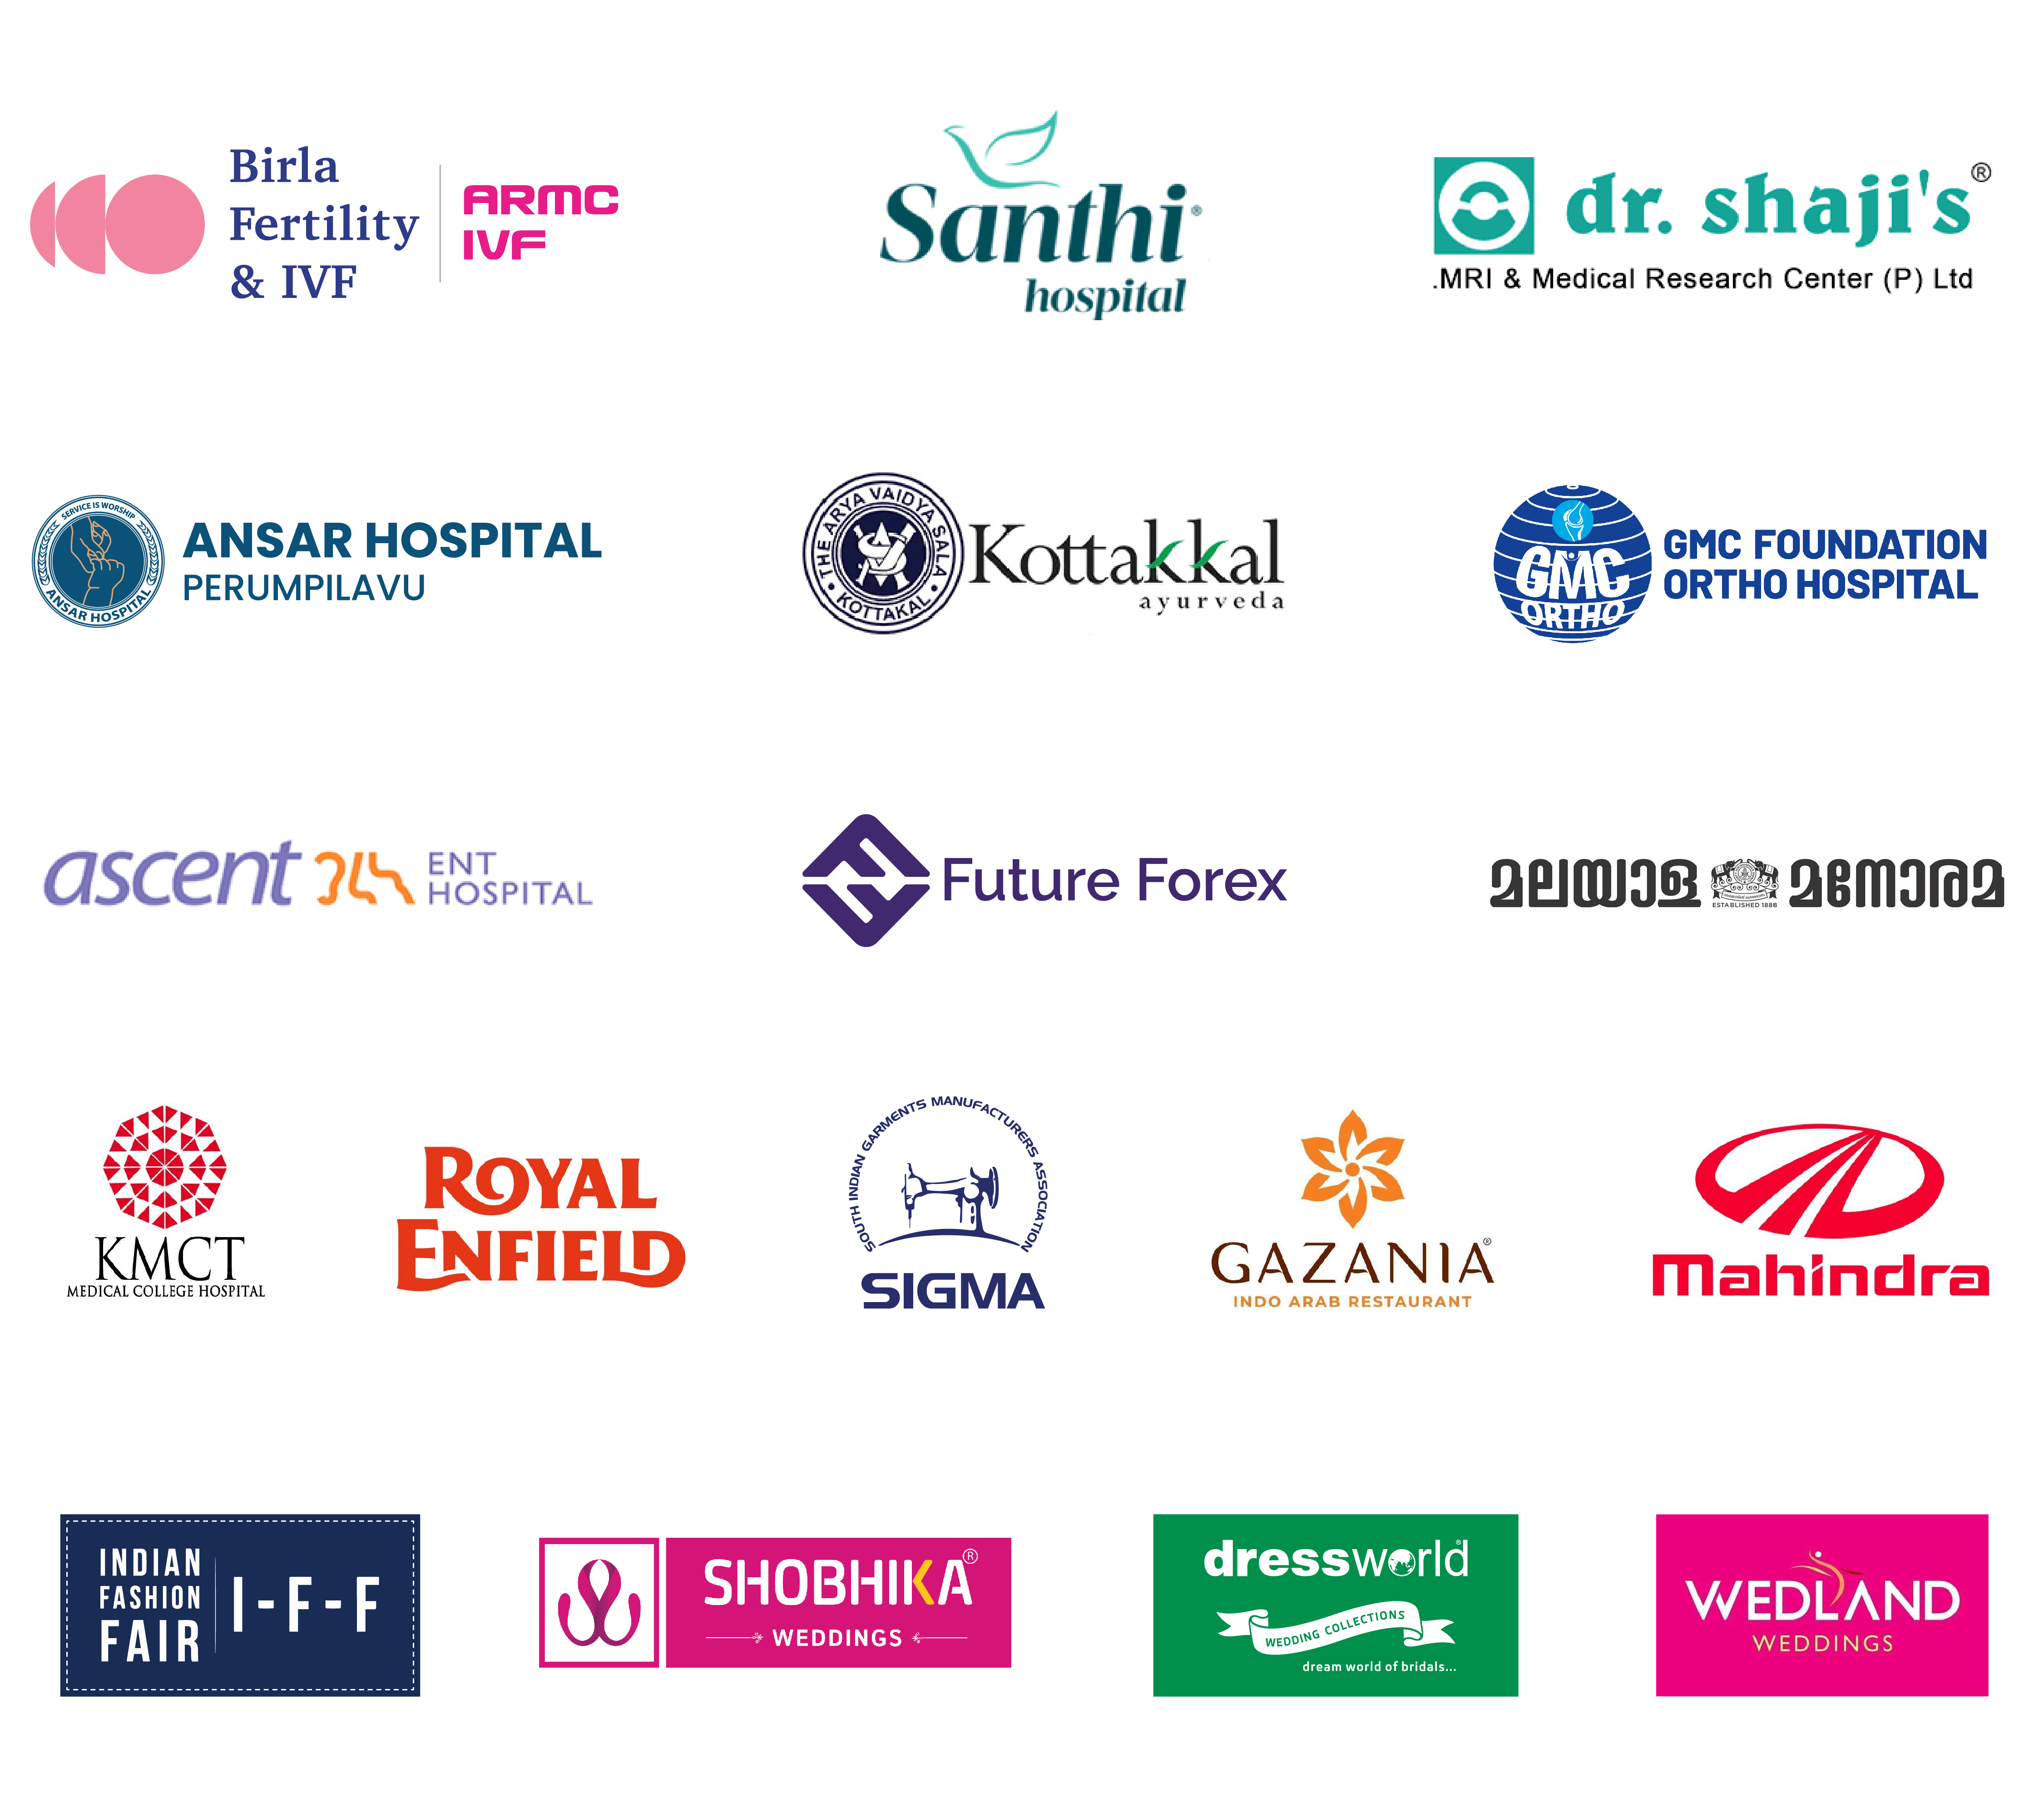 Birla
Fertility
& IVF
ARMC
IVF
Santhi®
hospital
dr. shaji's®
.MRI & Medical Research Center (P) Ltd
SERVICE IS WORSHIP
ANSAR HOSPITAL
ANSAR HOSPITAL
PERUMPILAVU
THE ARYA VAIDYA SALA
KOTTAKAL
Kottakkal
ayurveda
GMC
ORTHO
GMC FOUNDATION
ORTHO HOSPITAL
ascent
ENT
HOSPITAL
Future Forex
മലയാള മനോരമ
ESTABLISHED 1888
KMCT
MEDICAL COLLEGE HOSPITAL
ROYAL
ENFIELD
SOUTH INDIAN GARMENTS MANUFACTURERS ASSOCIATION
SIGMA
GAZANIA®
INDO ARAB RESTAURANT
Mahindra
INDIAN
FASHION
FAIR
I-F-F
SHOBHIKA®
WEDDINGS
dressworld®
WEDDING COLLECTIONS
dream world of bridals...
WEDLAND
WEDDINGS